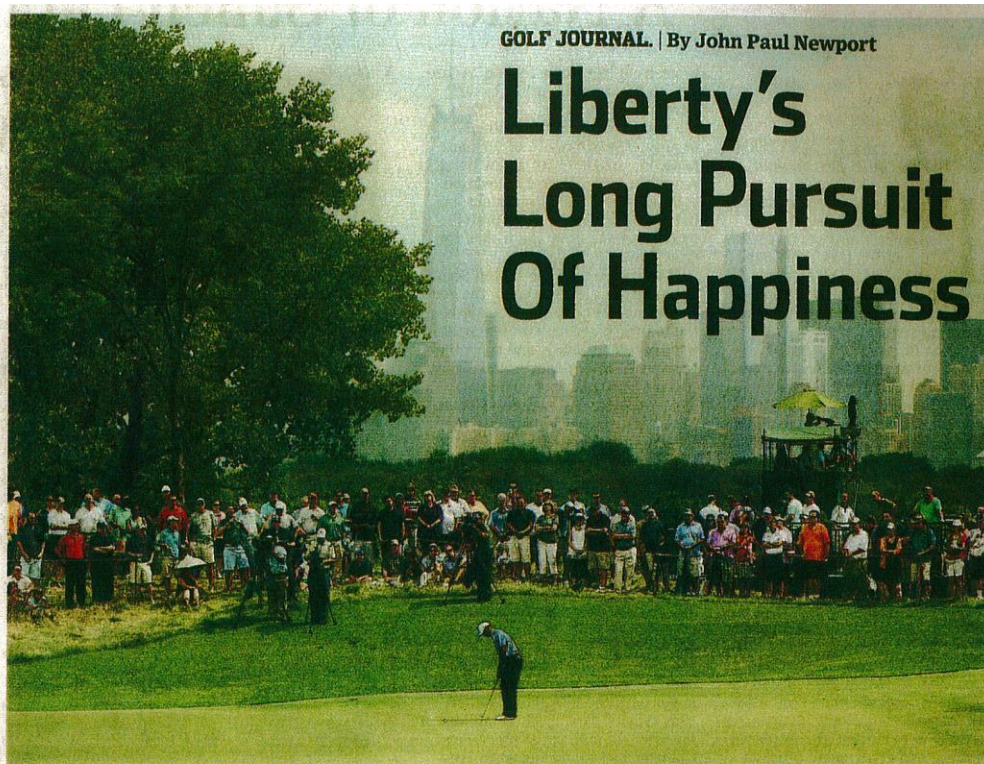 GOLF JOURNAL. | By John Paul Newport
Liberty's
Long Pursuit
Of Happiness